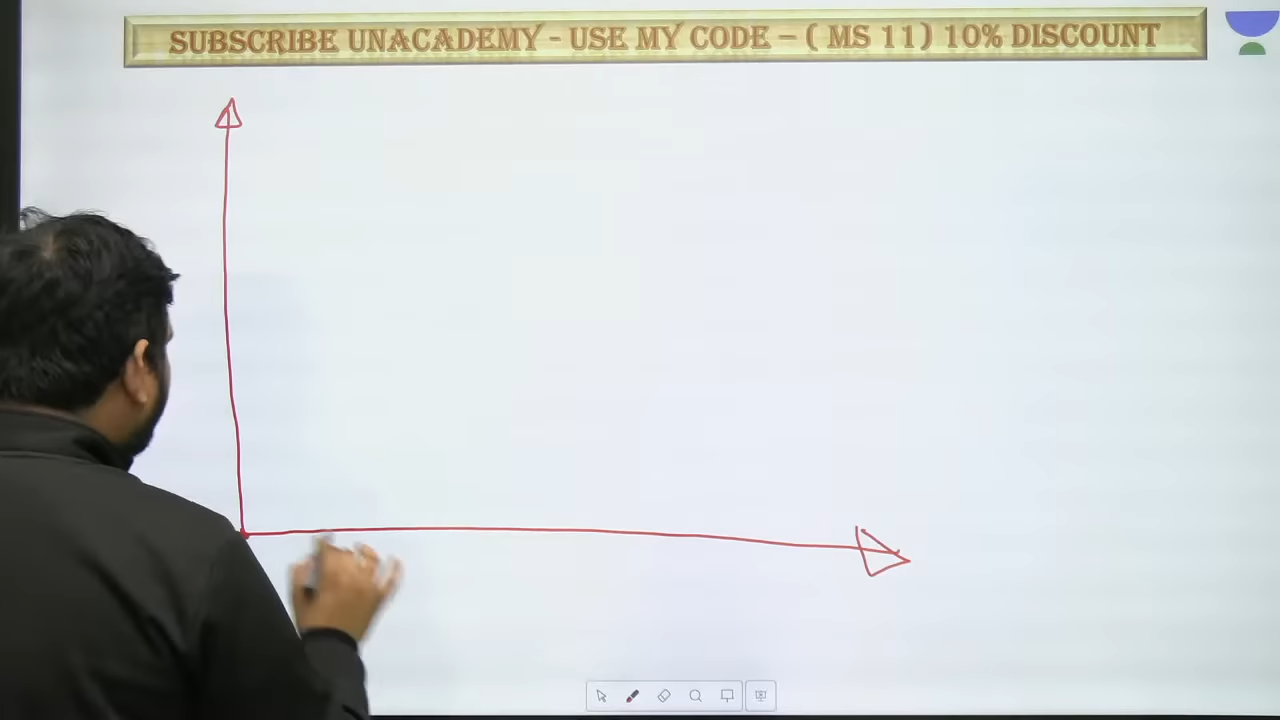 SUBSCRIBE UNACADEMY - USE MY CODE – ( MS 11) 10% DISCOUNT